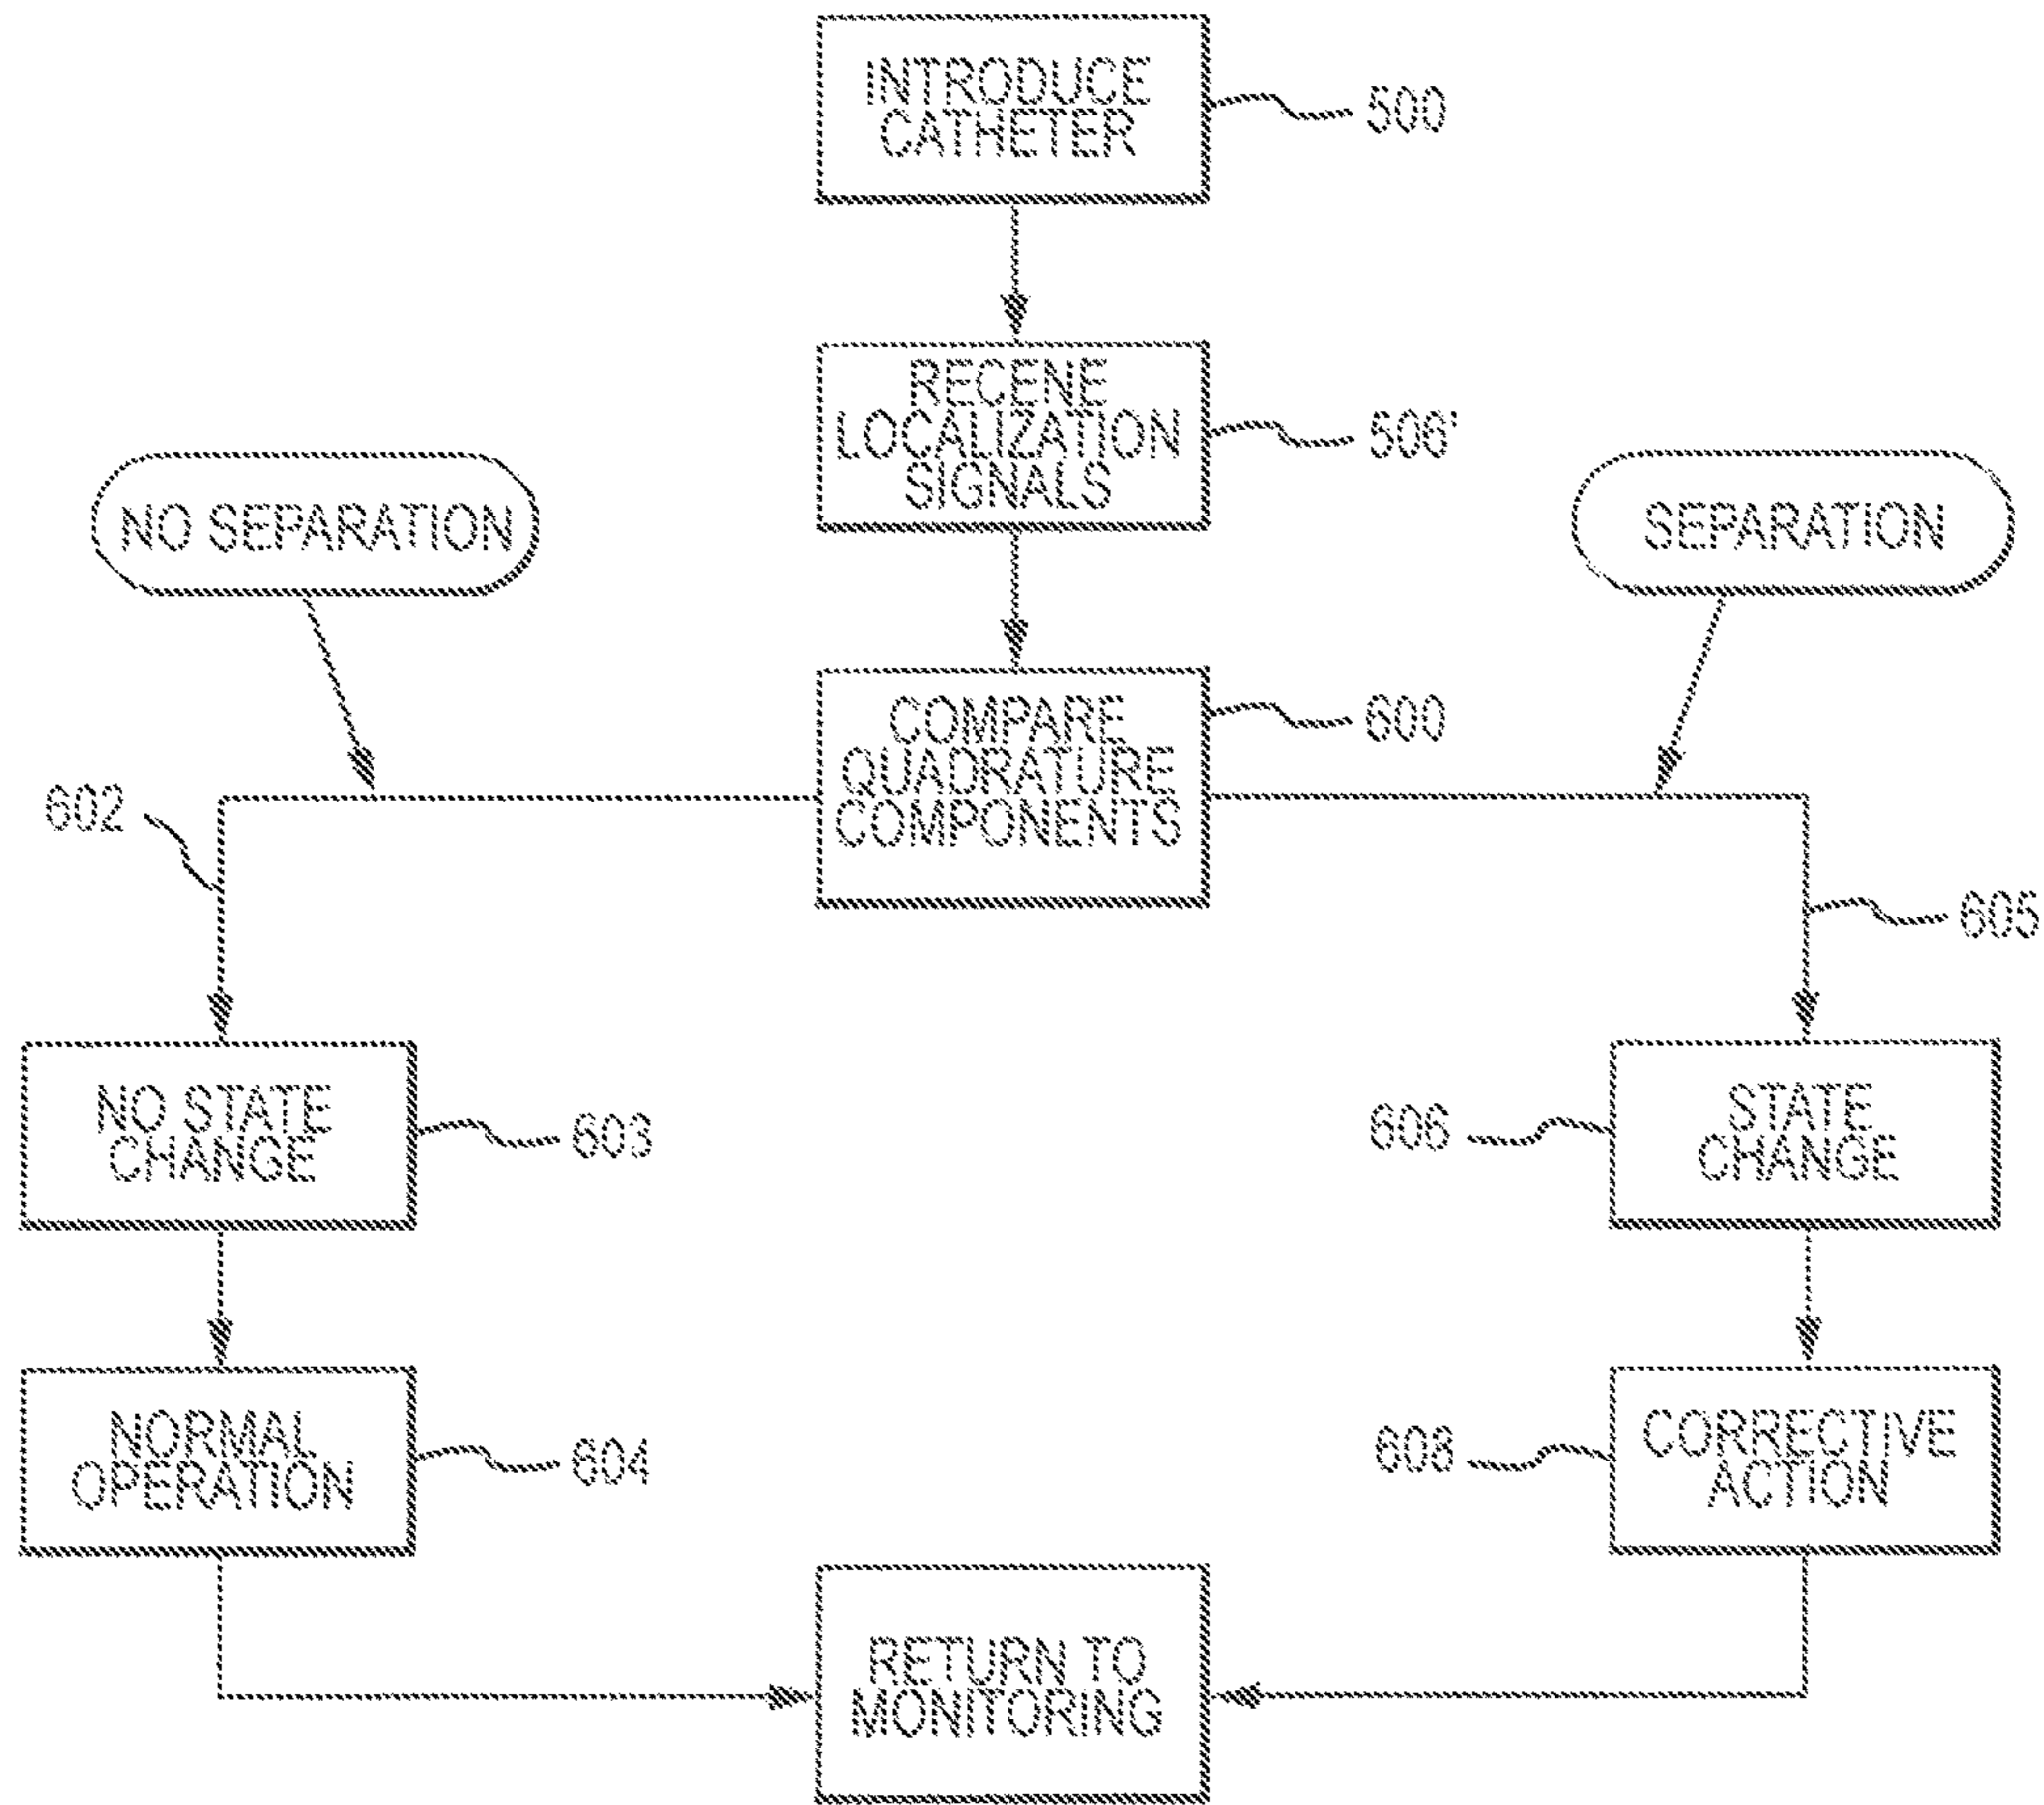 INTRODUCE
CATHETER
500
RECENE
LOCALIZATION
SIGNALS
506'
NO SEPARATION
SEPARATION
COMPARE
QUADRATURE
COMPONENTS
600
602
605
NO STATE
CHANGE
603
606
STATE
CHANGE
NORMAL
OPERATION
604
608
CORRECTIVE
ACTION
RETURN TO
MONITORING